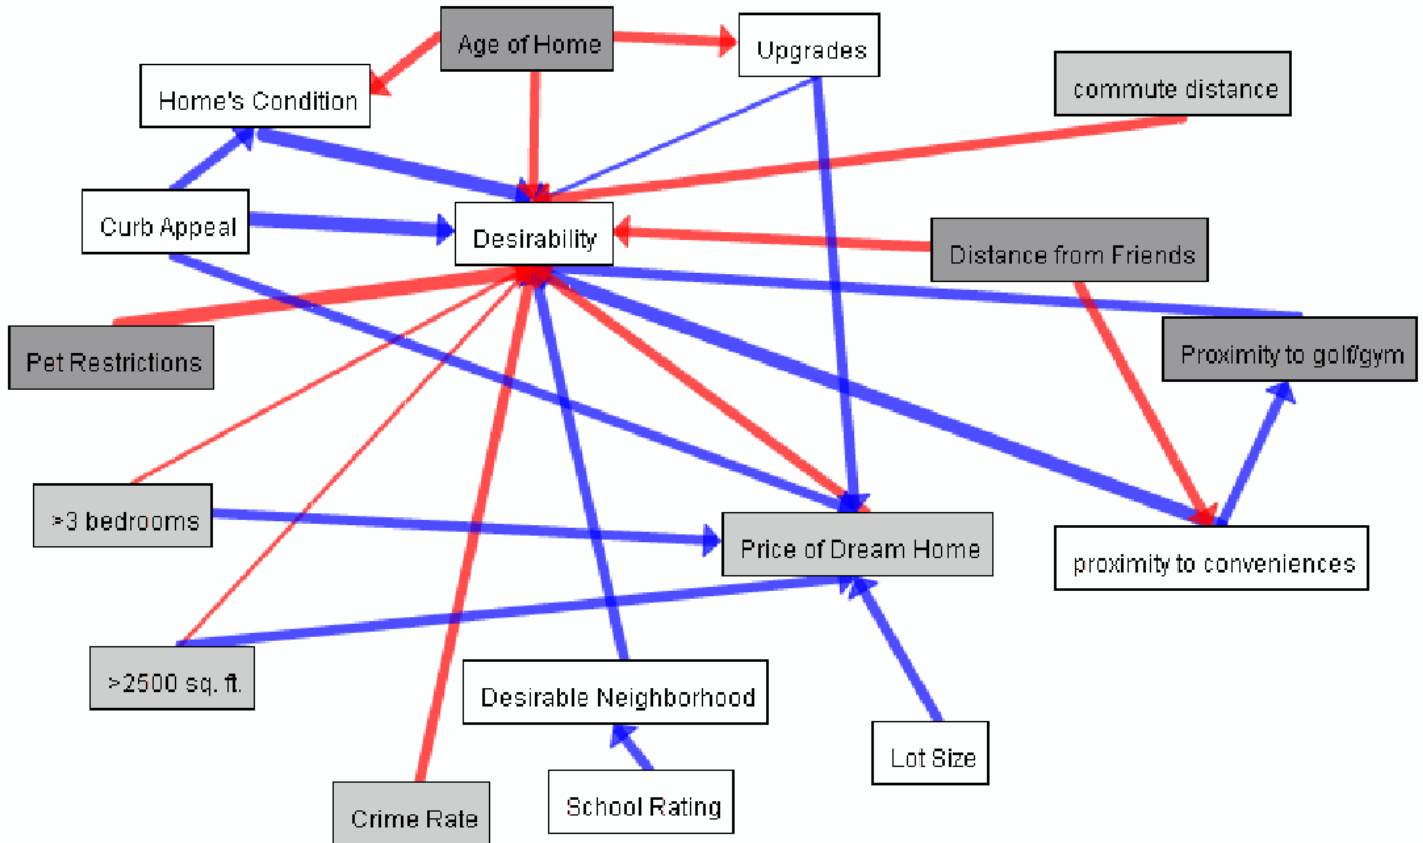 Age of Home
Upgrades
Home's Condition
commute distance
Curb Appeal
Desirability
Distance from Friends
Pet Restrictions
Proximity to golf/gym
>3 bedrooms
Price of Dream Home
proximity to conveniences
>2500 sq. ft.
Desirable Neighborhood
Lot Size
School Rating
Crime Rate